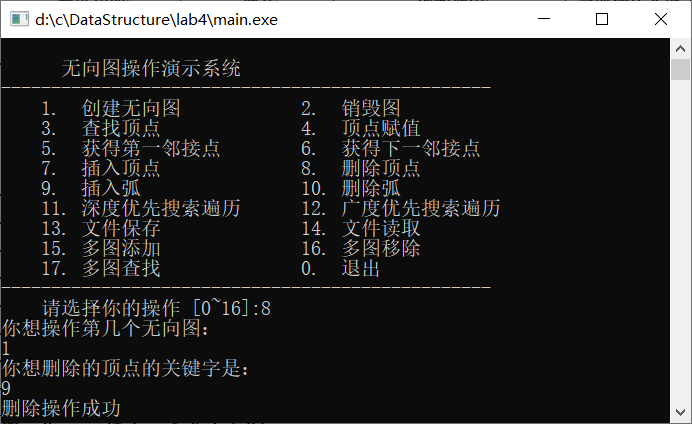 d:\c\DataStructure\lab4\main.exe
无向图操作演示系统
-------------------------------------------------
1. 创建无向图 2. 销毁图
3. 查找顶点 4. 顶点赋值
5. 获得第一邻接点 6. 获得下一邻接点
7. 插入顶点 8. 删除顶点
9. 插入弧 10. 删除弧
11. 深度优先搜索遍历 12. 广度优先搜索遍历
13. 文件保存 14. 文件读取
15. 多图添加 16. 多图移除
17. 多图查找 0. 退出
-------------------------------------------------
请选择你的操作 [0~16]:8
你想操作第几个无向图：
1
你想删除的顶点的关键字是：
9
删除操作成功